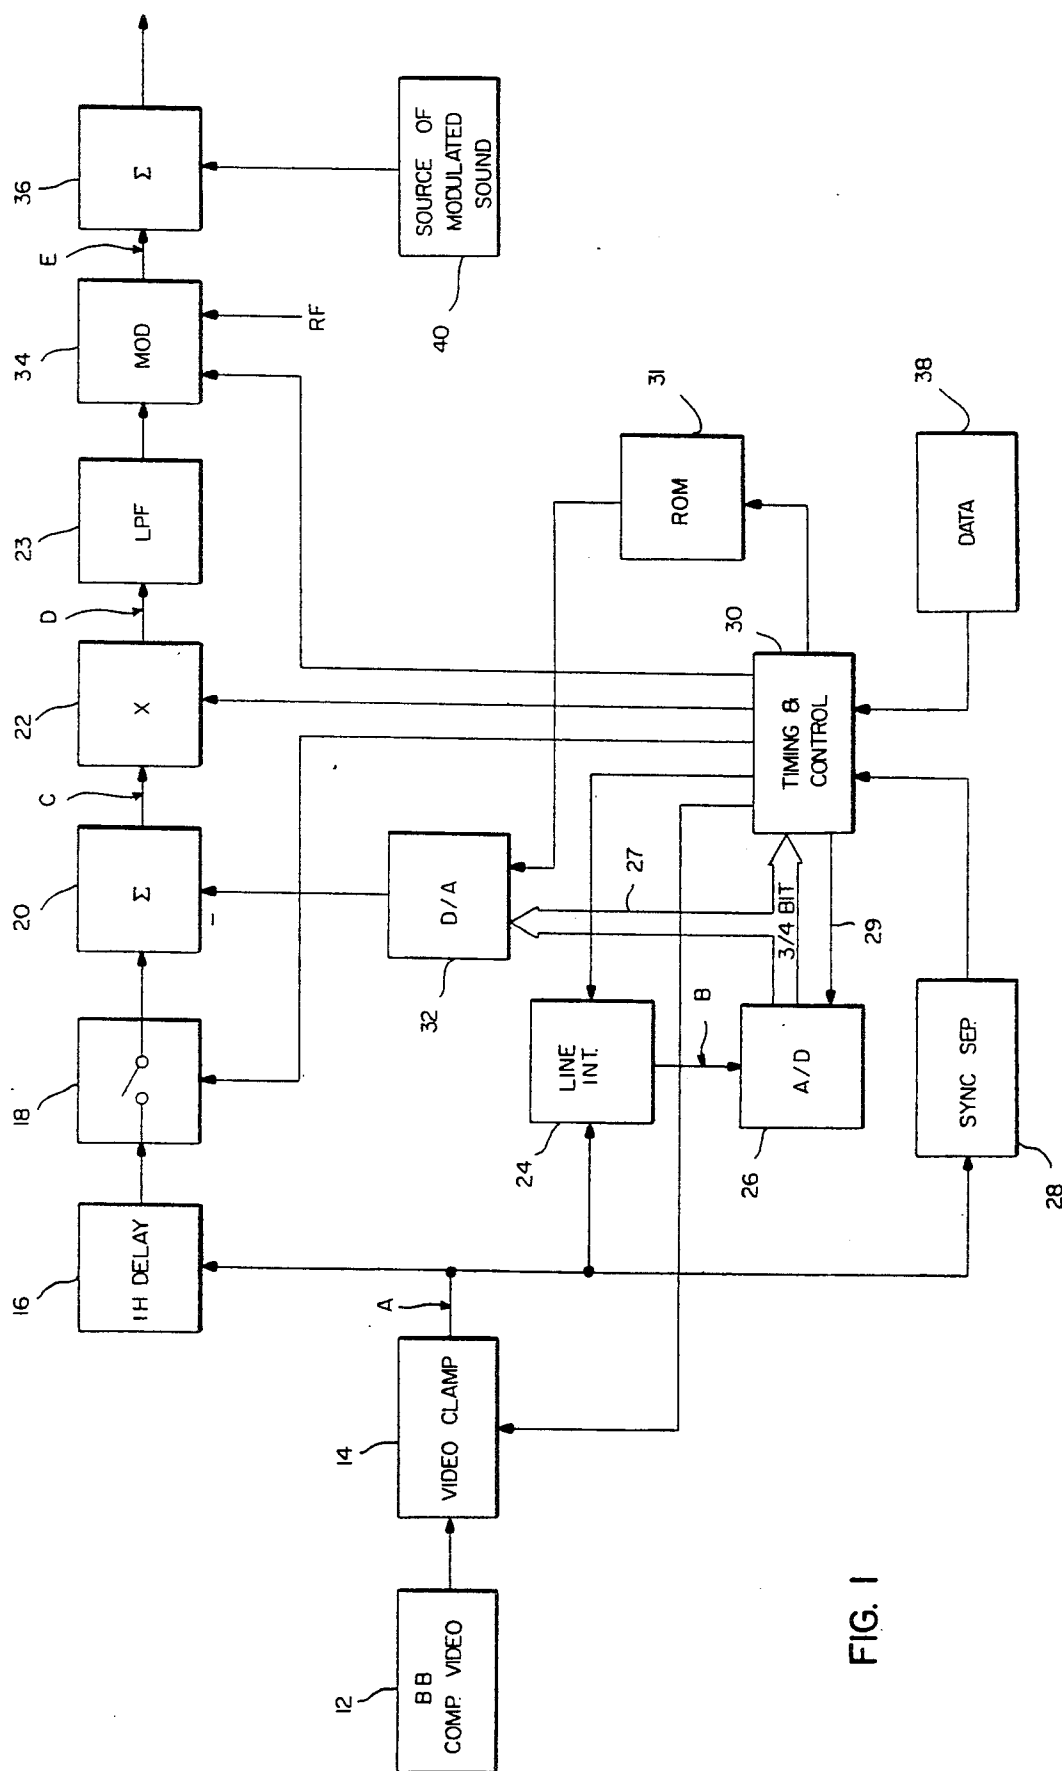 16
1H DELAY
18
20
Σ
C
22
X
D
23
LPF
34
MOD
E
36
Σ
RF
40
SOURCE OF
MODULATED
SOUND
12
BB
COMP. VIDEO
14
VIDEO CLAMP
A
24
LINE
INT.
B
26
A/D
32
D/A
–
27
3/4 BIT
29
30
TIMING &
CONTROL
31
ROM
28
SYNC SEP.
38
DATA
FIG. 1